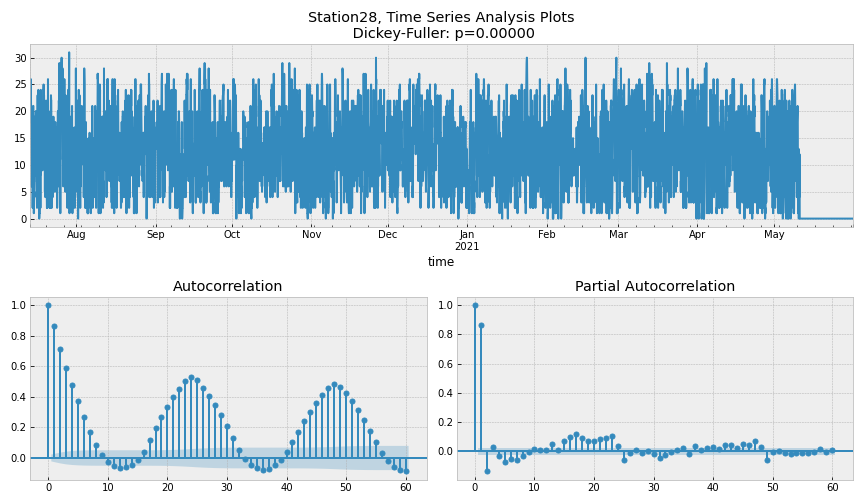 Station28, Time Series Analysis Plots
Dickey-Fuller: p=0.00000
30
25
20
15
10
5
0
Aug Sep Oct Nov Dec Jan Feb Mar Apr May
2021
time
Autocorrelation
1.0
0.8
0.6
0.4
0.2
0.0
0 10 20 30 40 50 60
Partial Autocorrelation
1.0
0.8
0.6
0.4
0.2
0.0
0 10 20 30 40 50 60